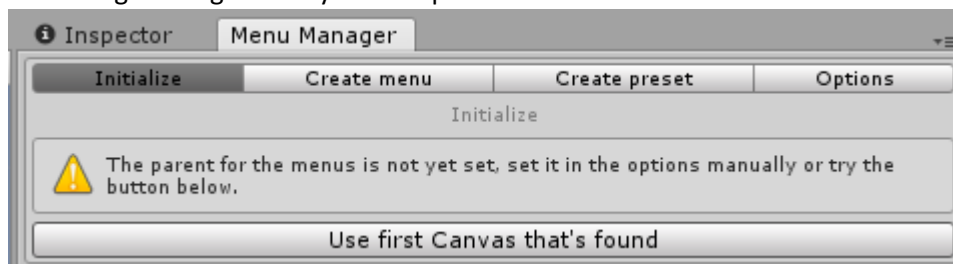 Inspector Menu Manager
Initialize Create menu Create preset Options
Initialize
The parent for the menus is not yet set, set it in the options manually or try the
button below.
Use first Canvas that's found